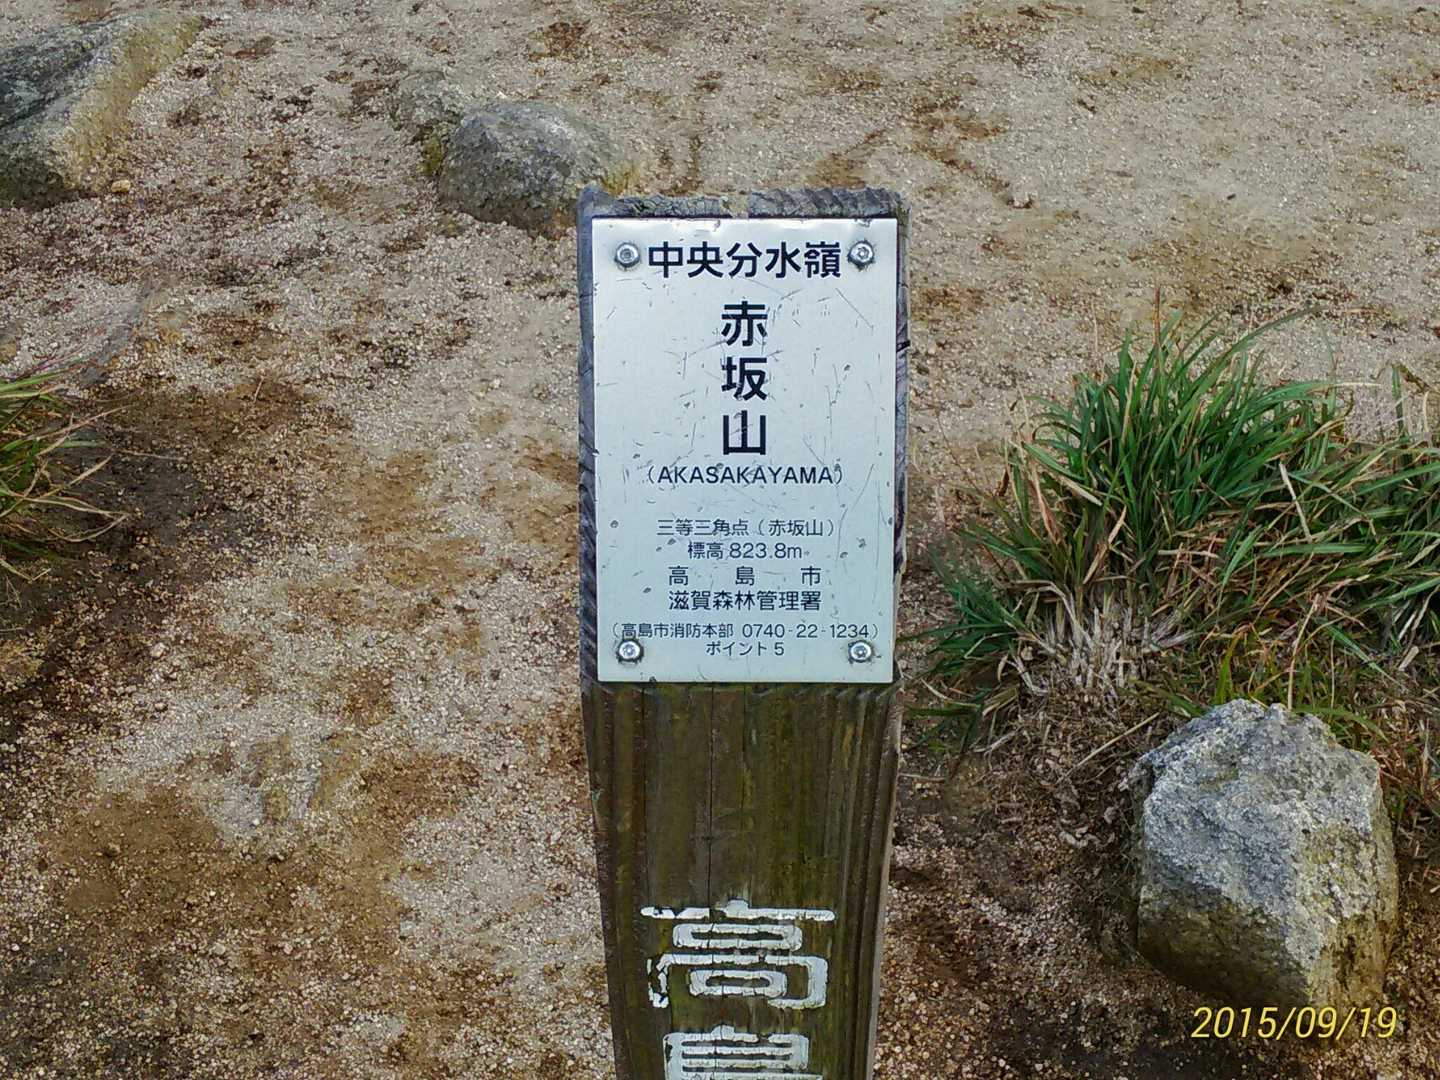 中央分水嶺
赤坂山
（AKASAKAYAMA）
三等三角点（赤坂山）
標高 823.8m
高島市
滋賀森林管理署
（高島市消防本部 0740-22-1234）
ポイント5
高島
2015/09/19